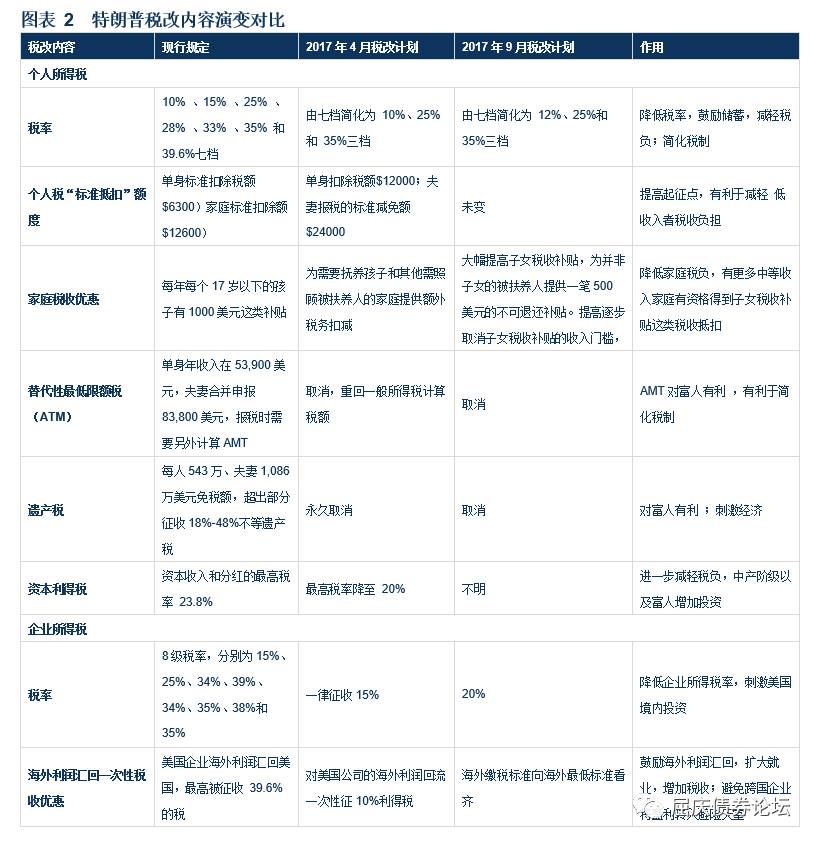 图表 2 特朗普税改内容演变对比
税改内容 现行规定 2017 年 4 月税改计划 2017 年 9 月税改计划 作用
个人所得税
税率
10% 、15% 、25% 、
28% 、33% 、35% 和
39.6%七档
由七档简化为 10%、25%
和 35%三档
由七档简化为 12%、25%和
35%三档
降低税率，鼓励储蓄，减轻税
负；简化税制
个人税“标准抵扣”额
度
单身标准扣除税额
$6300）家庭标准扣除额
$12600）
单身扣除税额$12000；夫
妻报税的标准减免额
$24000
未变
提高起征点，有利于减轻 低
收入者税收负担
家庭税收优惠
每年每个 17 岁以下的孩
子有 1000 美元这类补贴
为需要抚养孩子和其他需照
顾被扶养人的家庭提供额外
税务扣减
大幅提高子女税收补贴，为并非
子女的被扶养人提供一笔 500
美元的不可退还补贴。提高逐步
取消子女税收补贴的收入门槛，
降低家庭税负，有更多中等收
入家庭有资格得到子女税收补
贴这类税收抵扣
替代性最低限额税
（ATM）
单身年收入在 53,900 美
元，夫妻合并申报
83,800 美元，报税时需
要另外计算 AMT
取消，重回一般所得税计算
税额
取消
AMT 对富人有利 ，有利于简
化税制
遗产税
每人 543 万、夫妻 1,086
万美元免税额，超出部分
征收 18%-48%不等遗产
税
永久取消
取消
对富人有利 ；刺激经济
资本利得税
资本收入和分红的最高税
率 23.8%
最高税率降至 20%
不明
进一步减轻税负，中产阶级以
及富人增加投资
企业所得税
税率
8 级税率，分别为 15%、
25%、34%、39%、
34%、35%、38%和
35%
一律征收 15%
20%
降低企业所得税率，刺激美国
境内投资
海外利润汇回一次性税
收优惠
美国企业海外利润汇回美
国，最高被征收 39.6%
的税
对美国公司的海外利润回流
一次性征 10%利得税
海外缴税标准向海外最低标准看
齐
鼓励海外利润汇回，扩大就
业，增加税收；避免跨国企业
屈庆债券论坛